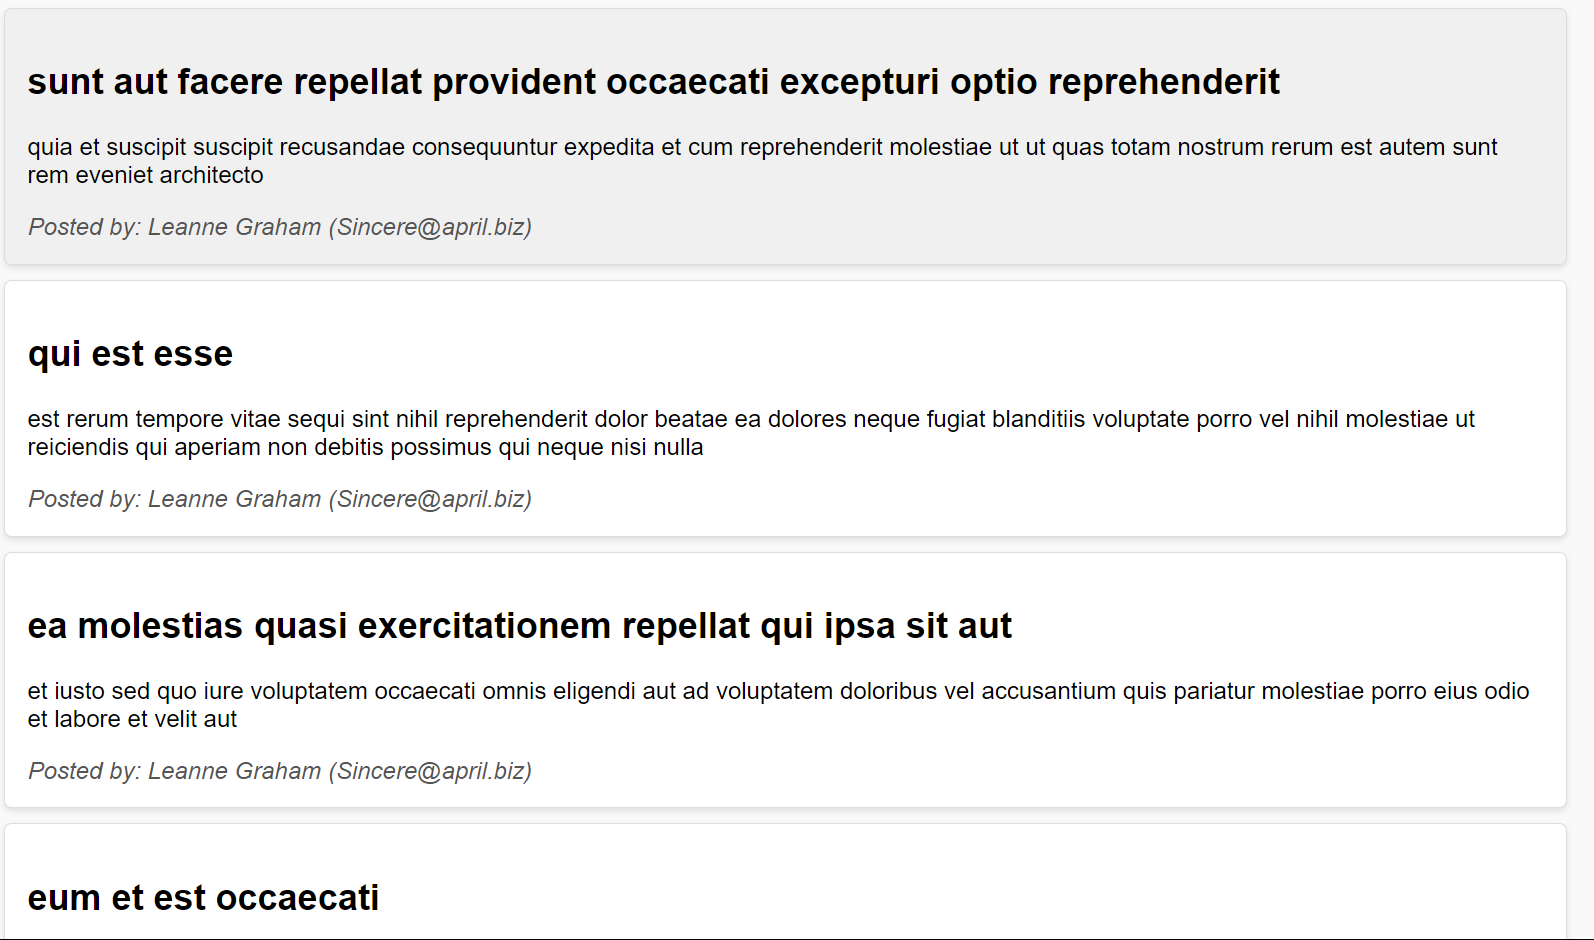 sunt aut facere repellat provident occaecati excepturi optio reprehenderit
quia et suscipit suscipit recusandae consequuntur expedita et cum reprehenderit molestiae ut ut quas totam nostrum rerum est autem sunt
rem eveniet architecto
Posted by: Leanne Graham (Sincere@april.biz)
qui est esse
est rerum tempore vitae sequi sint nihil reprehenderit dolor beatae ea dolores neque fugiat blanditiis voluptate porro vel nihil molestiae ut
reiciendis qui aperiam non debitis possimus qui neque nisi nulla
Posted by: Leanne Graham (Sincere@april.biz)
ea molestias quasi exercitationem repellat qui ipsa sit aut
et iusto sed quo iure voluptatem occaecati omnis eligendi aut ad voluptatem doloribus vel accusantium quis pariatur molestiae porro eius odio
et labore et velit aut
Posted by: Leanne Graham (Sincere@april.biz)
eum et est occaecati